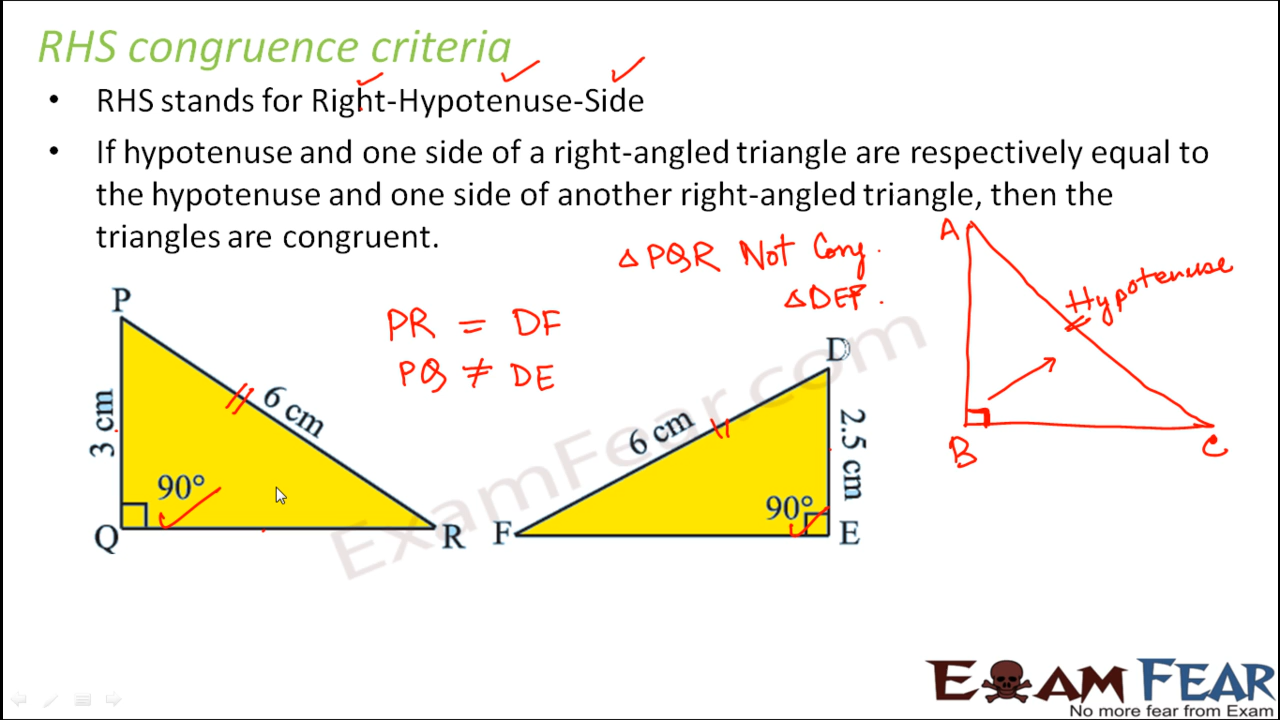 RHS congruence criteria
• RHS stands for Right-Hypotenuse-Side
• If hypotenuse and one side of a right-angled triangle are respectively equal to
the hypotenuse and one side of another right-angled triangle, then the
triangles are congruent.
△PQR Not Cong.
△DEF.
PR = DF
PQ ≠ DE
P
3 cm
6 cm
90°
Q
R
D
6 cm
2.5 cm
90°
F
E
A
Hypotenuse
B
C
ExamFear.com
EXAM FEAR
No more fear from Exam